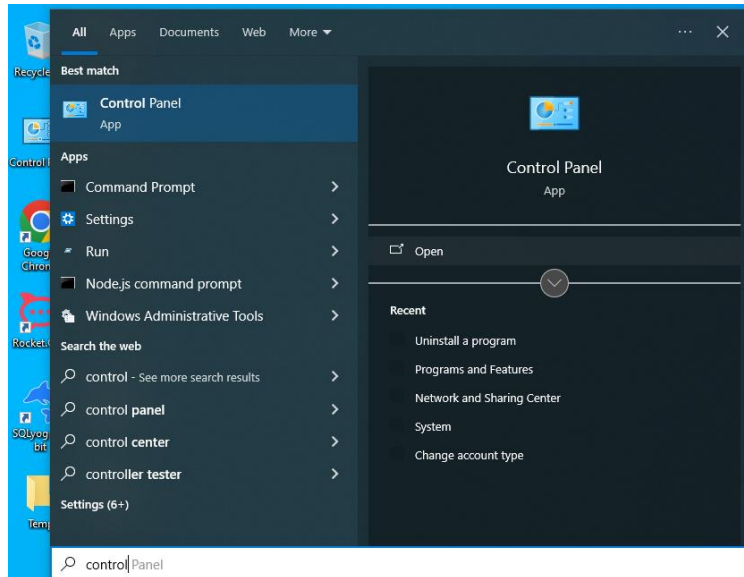 All Apps Documents Web More
Recycle
Best match
Control Panel
App
Control
Apps
Command Prompt
Settings
Goog
Chrom
Run
Node.js command prompt
Windows Administrative Tools
Rocket.
Search the web
control - See more search results
control panel
SQLyog
bit
control center
controller tester
Settings (6+)
Temp
control Panel
Control Panel
App
Open
Recent
Uninstall a program
Programs and Features
Network and Sharing Center
System
Change account type